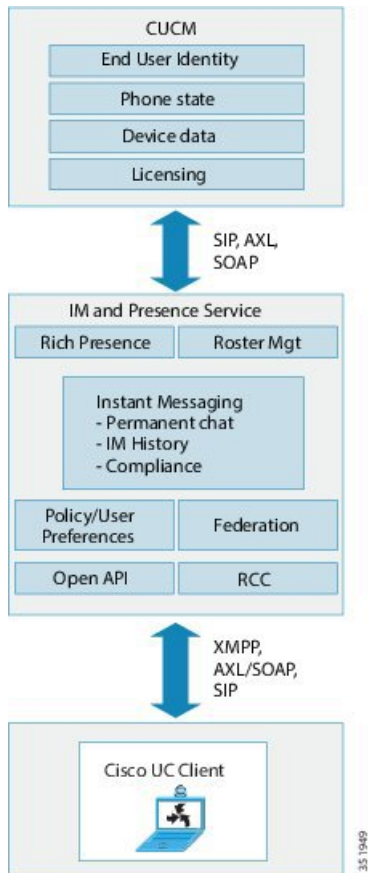 CUCM
End User Identity
Phone state
Device data
Licensing
SIP, AXL,
SOAP
IM and Presence Service
Rich Presence
Roster Mgt
Instant Messaging
- Permanent chat
- IM History
- Compliance
Policy/User
Preferences
Federation
Open API
RCC
XMPP,
AXL/SOAP,
SIP
Cisco UC Client
351949